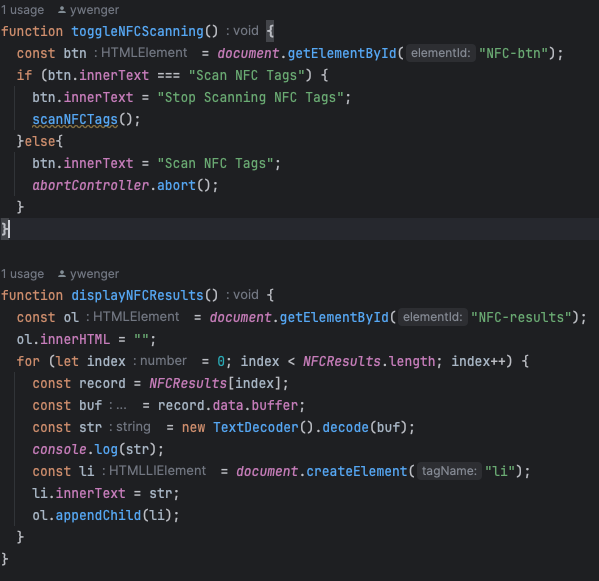 1 usage ywenger
function toggleNFCScanning() : void {
const btn : HTMLElement = document.getElementById( elementId: "NFC-btn");
if (btn.innerText === "Scan NFC Tags") {
btn.innerText = "Stop Scanning NFC Tags";
scanNFCTags();
}else{
btn.innerText = "Scan NFC Tags";
abortController.abort();
}
}
1 usage ywenger
function displayNFCResults() : void {
const ol : HTMLElement = document.getElementById( elementId: "NFC-results");
ol.innerHTML = "";
for (let index : number = 0; index < NFCResults.length; index++) {
const record = NFCResults[index];
const buf : ... = record.data.buffer;
const str : string = new TextDecoder().decode(buf);
console.log(str);
const li : HTMLLIElement = document.createElement( tagName: "li");
li.innerText = str;
ol.appendChild(li);
}
}